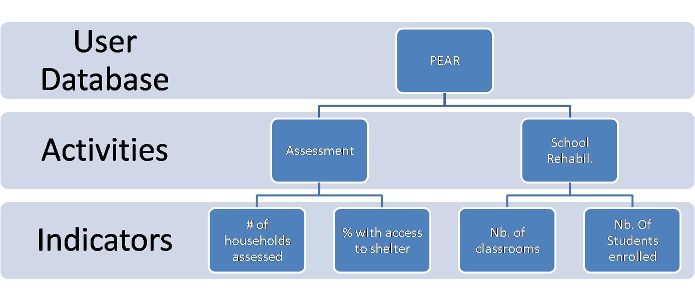 User
Database
PEAR
Activities
Assessment
School
Rehabil.
Indicators
# of
households
assessed
% with access
to shelter
Nb. of
classrooms
Nb. Of
Students
enrolled